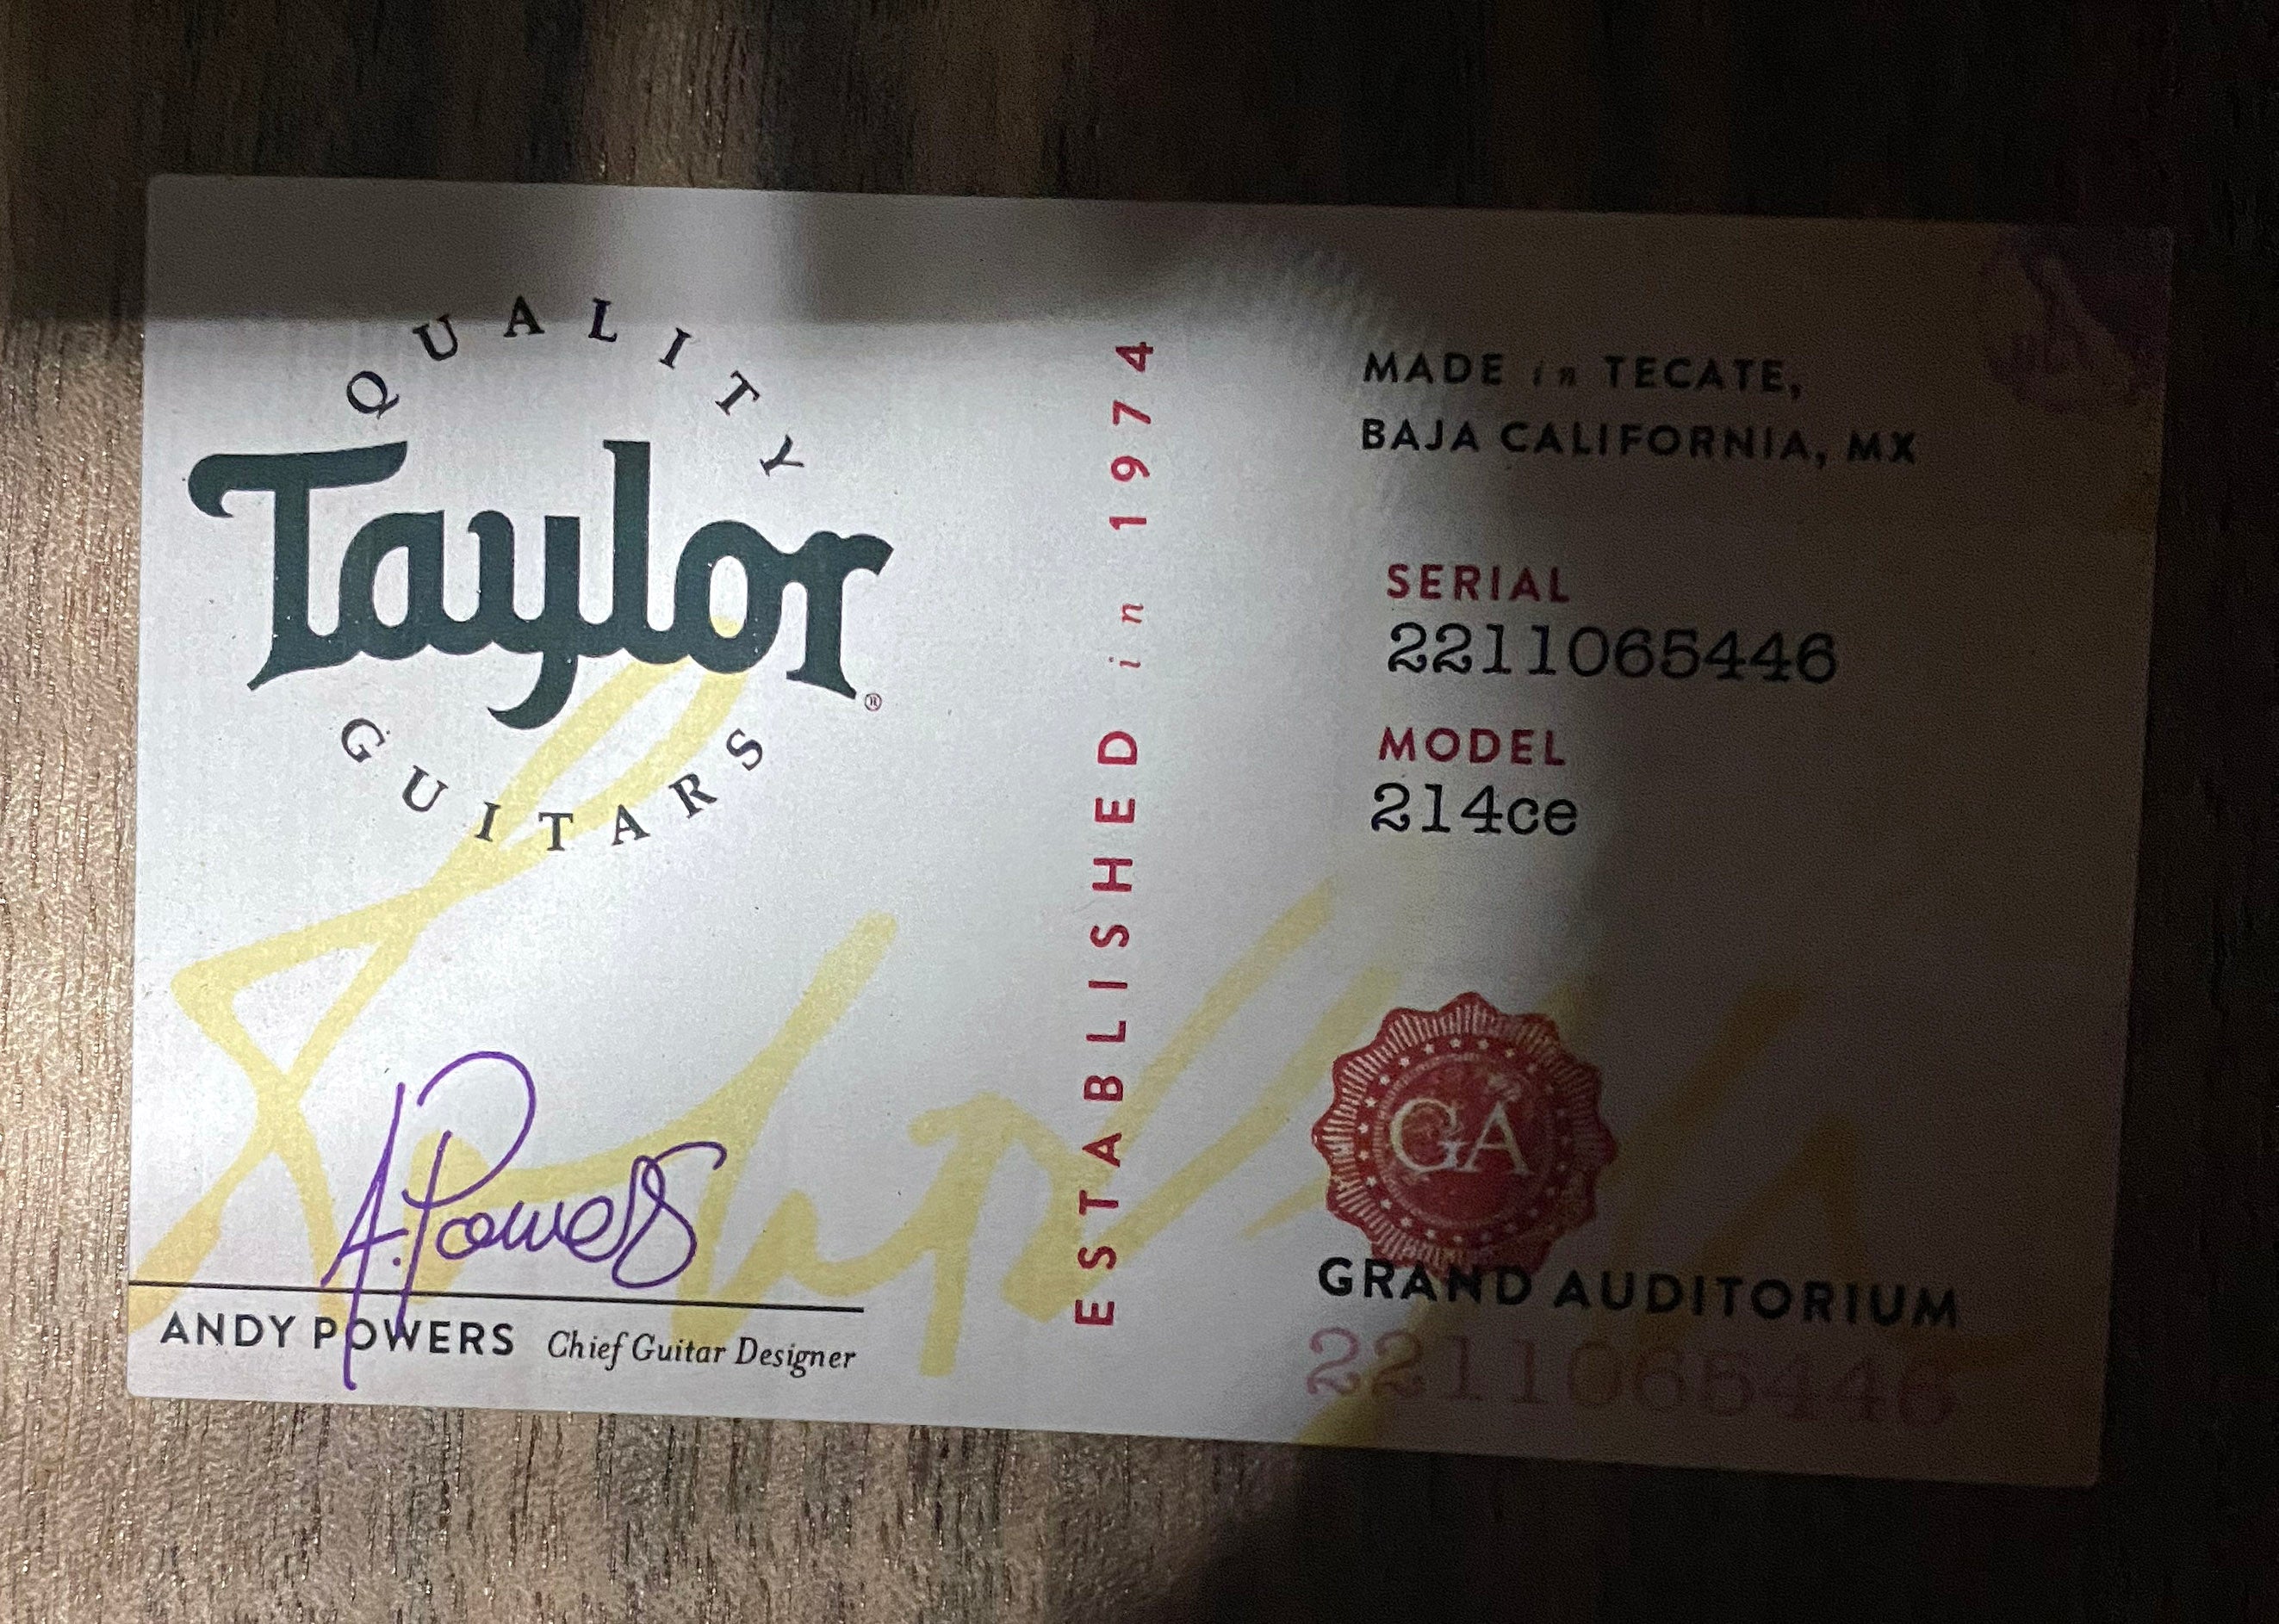 QUALITY
Taylor®
GUITARS
A. Powers
ANDY POWERS Chief Guitar Designer
ESTABLISHED in 1974
MADE in TECATE,
BAJA CALIFORNIA, MX
SERIAL
2211065446
MODEL
214ce
GA
GRAND AUDITORIUM
2211065446